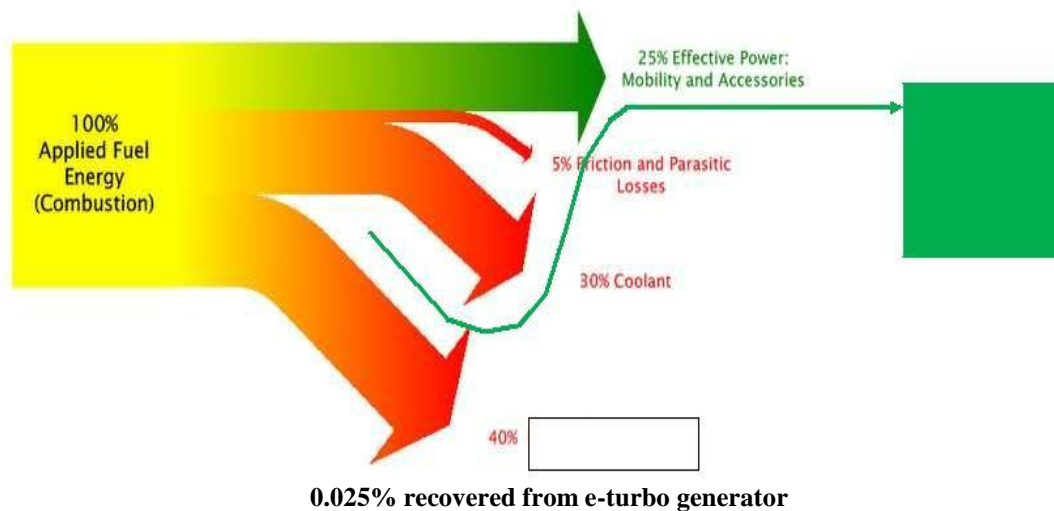 100%
Applied Fuel
Energy
(Combustion)
25% Effective Power:
Mobility and Accessories
5% Friction and Parasitic
Losses
30% Coolant
40%
0.025% recovered from e-turbo generator